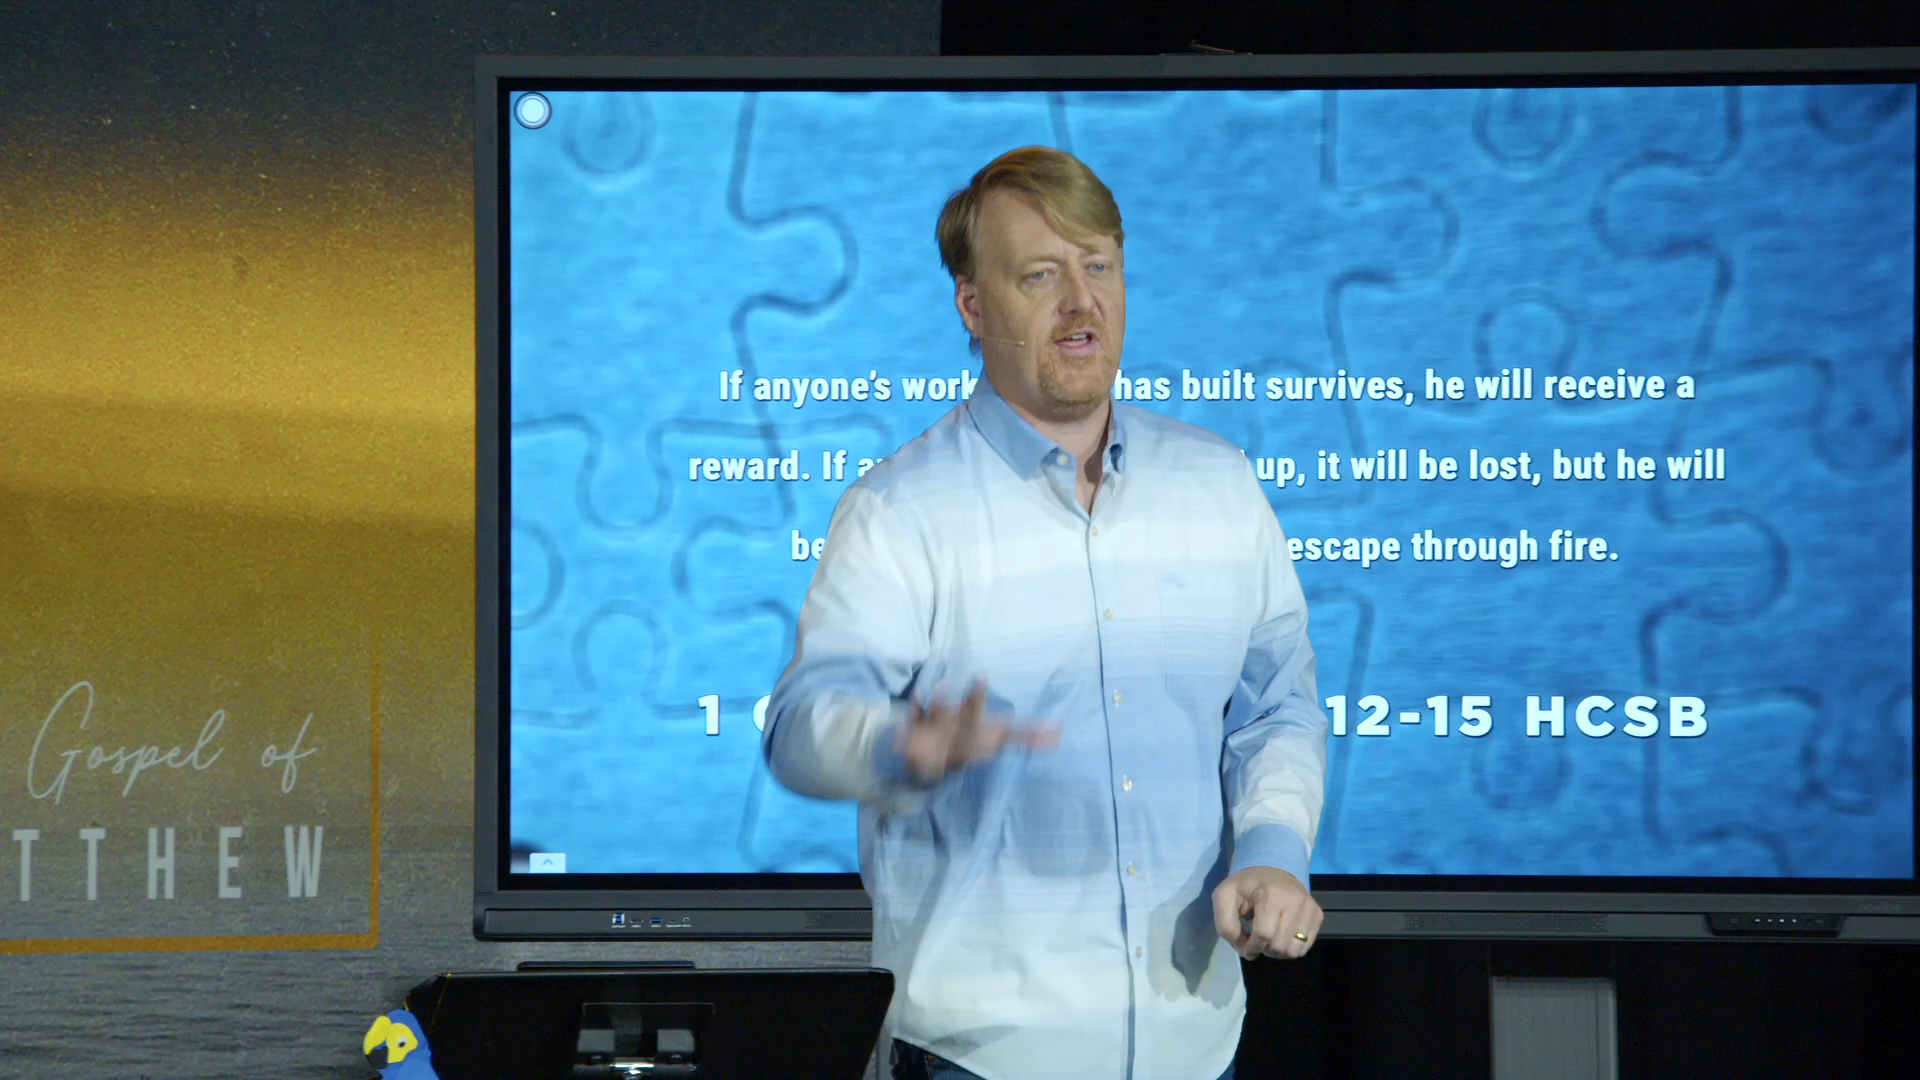 If anyone's work has built survives, he will receive a
reward. If up, it will be lost, but he will
be escape through fire.
1 12-15 HCSB
Gospel of
TTHEW